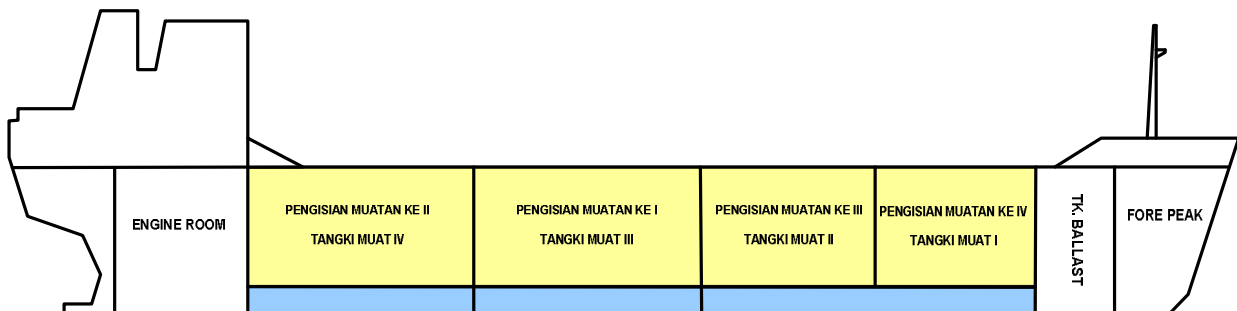 ENGINE ROOM
PENGISIAN MUATAN KE II
TANGKI MUAT IV
PENGISIAN MUATAN KE I
TANGKI MUAT III
PENGISIAN MUATAN KE III
TANGKI MUAT II
PENGISIAN MUATAN KE IV
TANGKI MUAT I
TK. BALLAST
FORE PEAK